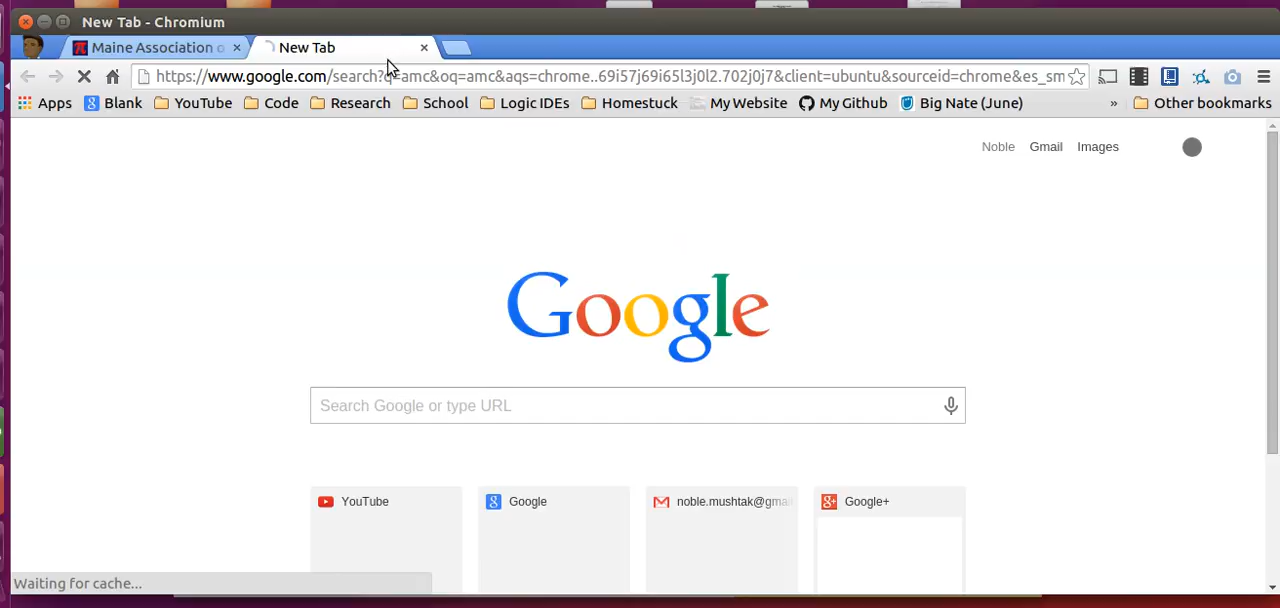 New Tab - Chromium
Maine Association o
New Tab
https://www.google.com/search?q=amc&oq=amc&aqs=chrome..69i57j69i65l3j0l2.702j0j7&client=ubuntu&sourceid=chrome&es_sm
Apps Blank YouTube Code Research School Logic IDEs Homestuck My Website My Github Big Nate (June) » Other bookmarks
Noble Gmail Images
Google
Search Google or type URL
YouTube Google noble.mushtak@gmai Google+
Waiting for cache...